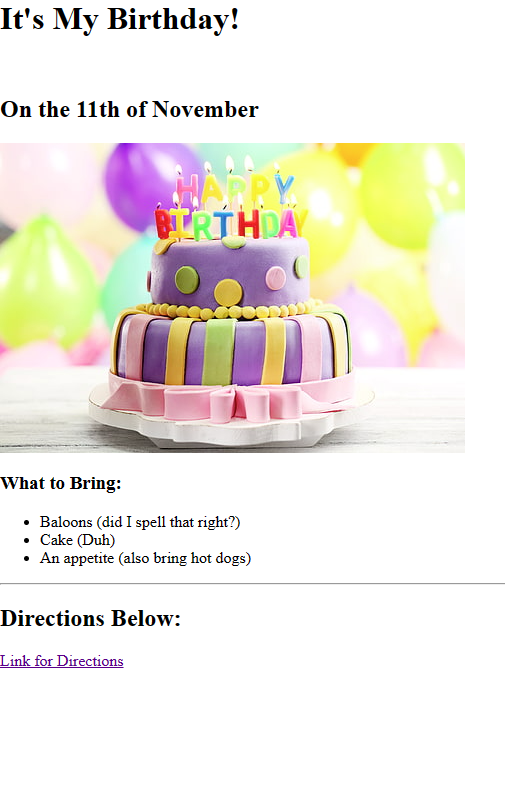 It's My Birthday!
On the 11th of November
HAPPY
BIRTHDAY
What to Bring:
Baloons (did I spell that right?)
Cake (Duh)
An appetite (also bring hot dogs)
Directions Below:
Link for Directions